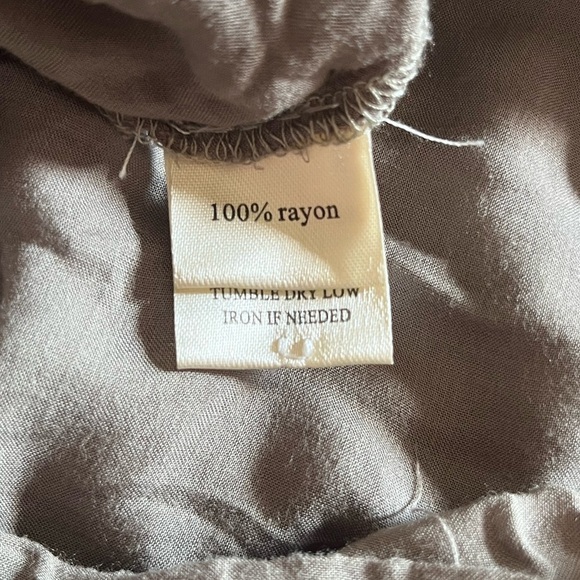 100% rayon
TUMBLE DRY LOW
IRON IF NEEDED